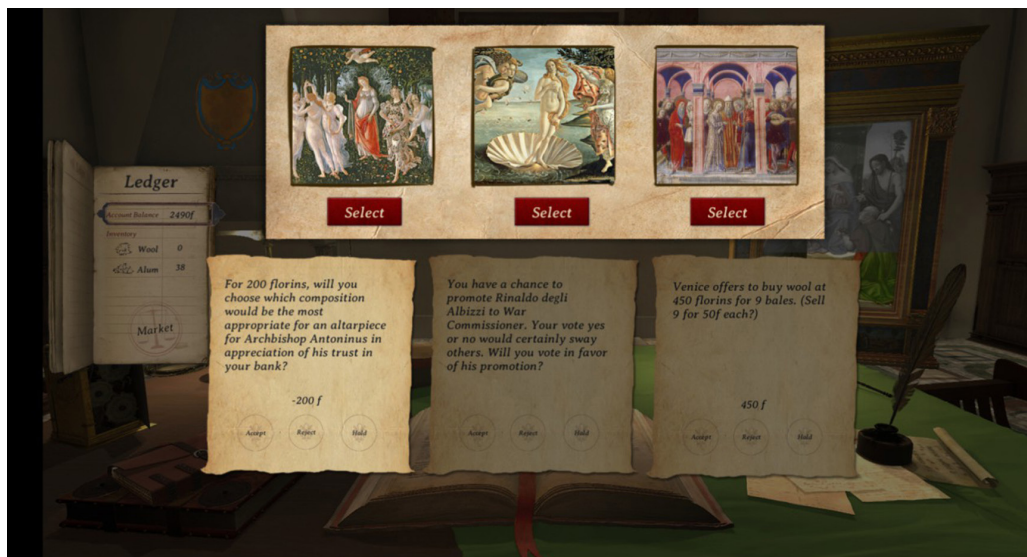 Select
Select
Select
Ledger
Account Balance 2490f
Inventory
Wool 0
Alum 38
Market
For 200 florins, will you
choose which composition
would be the most
appropriate for an altarpiece
for Archbishop Antoninus in
appreciation of his trust in
your bank?
-200 f
Accept
Reject
Hold
You have a chance to
promote Rinaldo degli
Albizzi to War
Commissioner. Your vote yes
or no would certainly sway
others. Will you vote in favor
of his promotion?
Accept
Reject
Hold
Venice offers to buy wool at
450 florins for 9 bales. (Sell
9 for 50f each?)
450 f
Accept
Reject
Hold